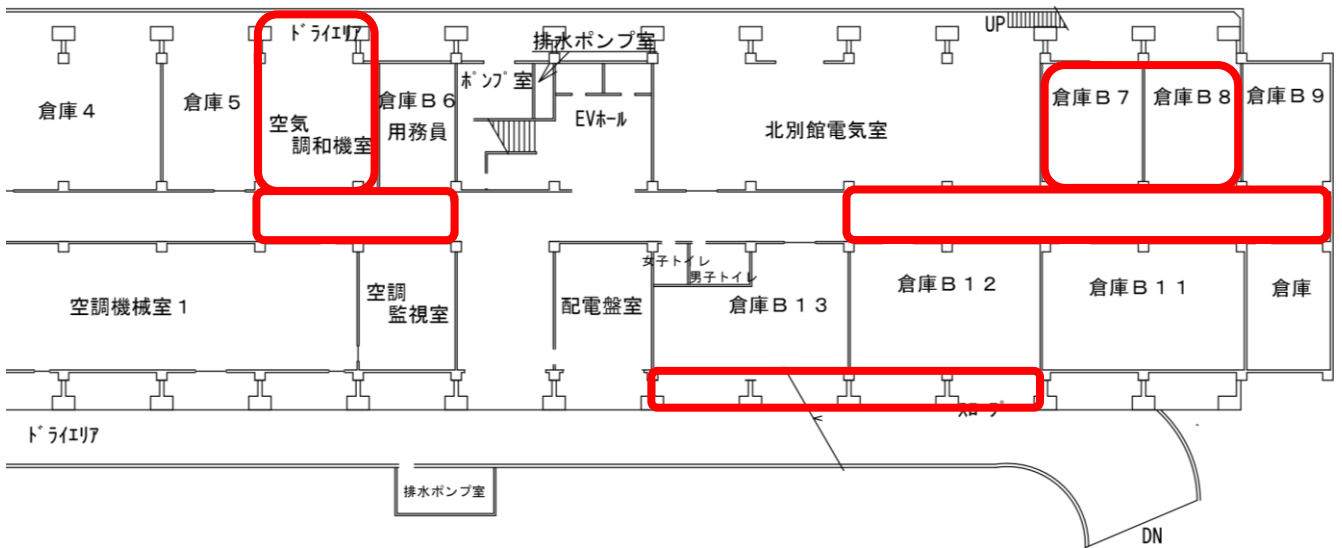 ドライエリア
UP
排水ポンプ室
ポンプ室
倉庫4
倉庫5
空気
調和機室
倉庫B6
用務員
EVホール
北別館電気室
倉庫B7
倉庫B8
倉庫B9
空調機械室1
空調
監視室
配電盤室
女子トイレ
男子トイレ
倉庫B13
倉庫B12
倉庫B11
倉庫
スロープ
ドライエリア
排水ポンプ室
DN